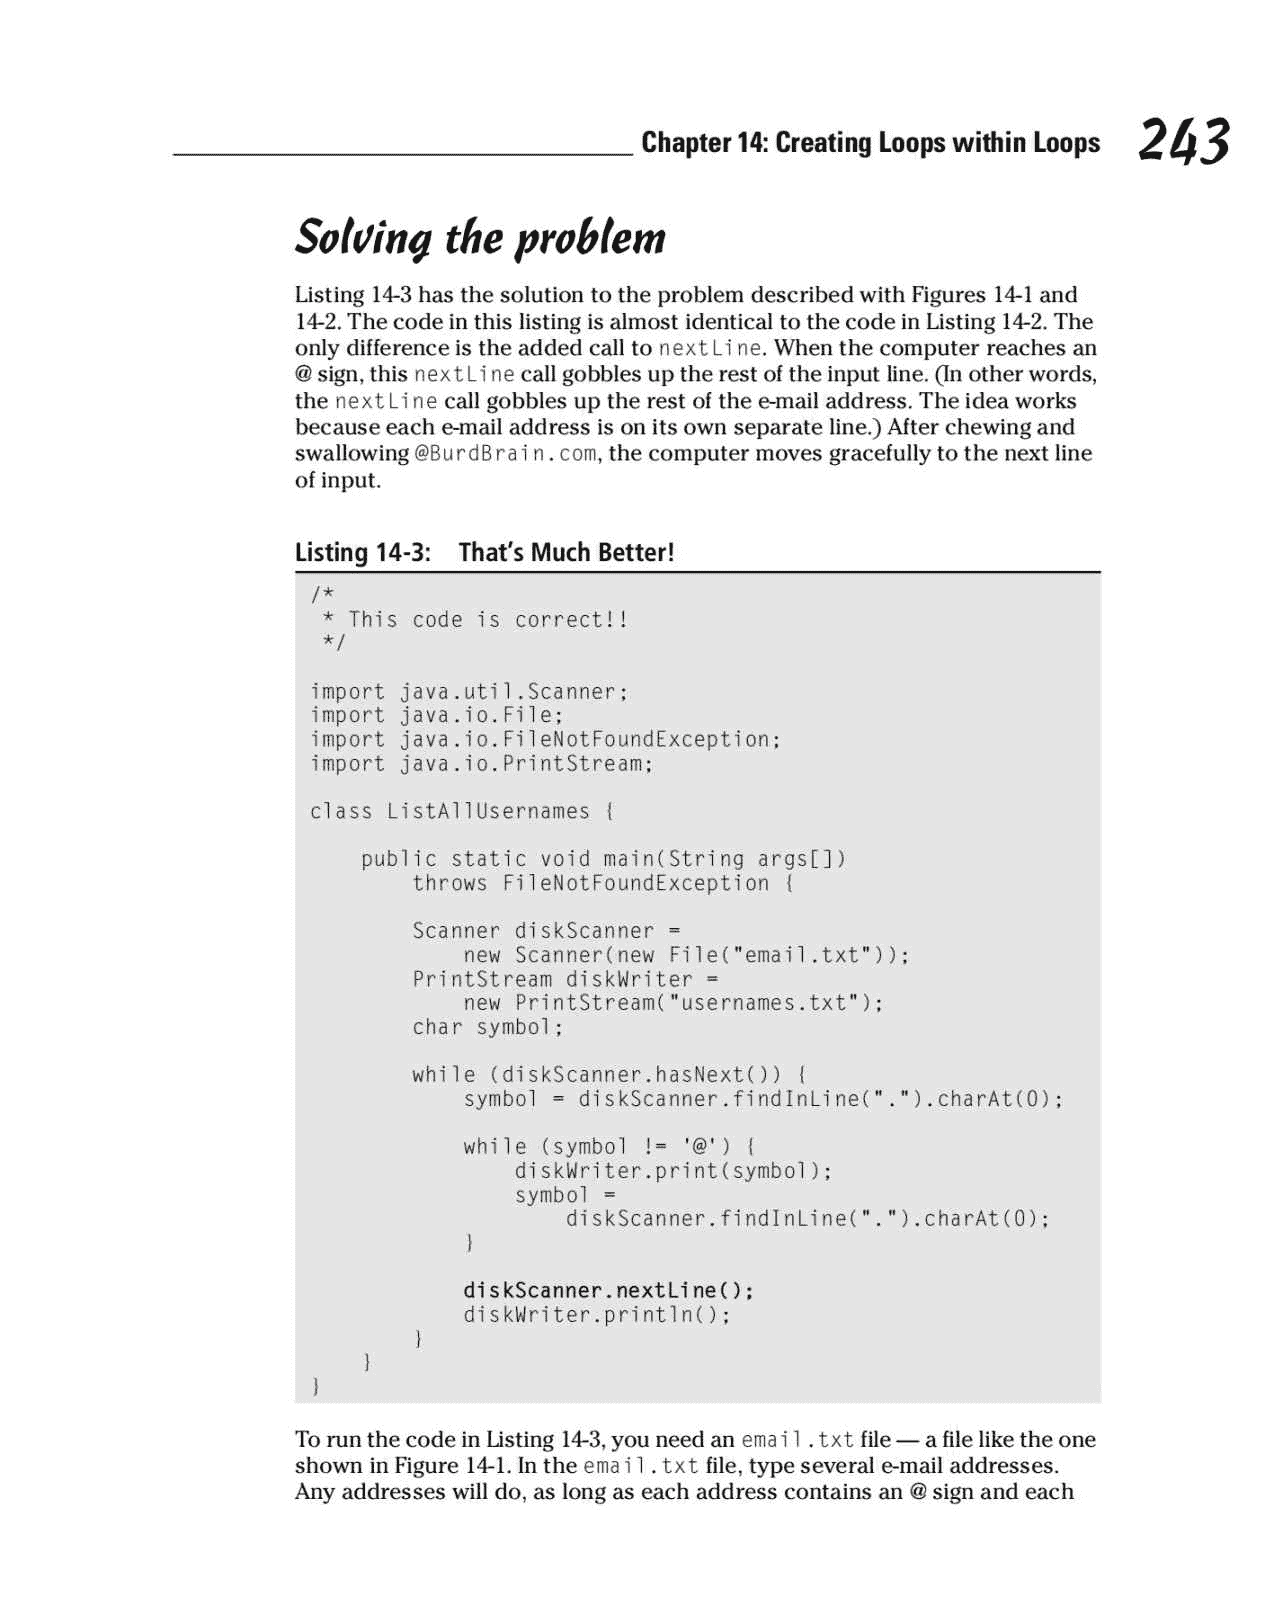 Chapter 14: Creating Loops within Loops 243
Solving the problem
Listing 14-3 has the solution to the problem described with Figures 14-1 and
14-2. The code in this listing is almost identical to the code in Listing 14-2. The
only difference is the added call to nextLine. When the computer reaches an
@ sign, this nextLine call gobbles up the rest of the input line. (In other words,
the nextLine call gobbles up the rest of the e-mail address. The idea works
because each e-mail address is on its own separate line.) After chewing and
swallowing @BurdBrain.com, the computer moves gracefully to the next line
of input.
Listing 14-3: That's Much Better!
/*
 * This code is correct!!
 */
import java.util.Scanner;
import java.io.File;
import java.io.FileNotFoundException;
import java.io.PrintStream;
class ListAllUsernames {
    public static void main(String args[])
        throws FileNotFoundException {
        Scanner diskScanner =
            new Scanner(new File("email.txt"));
        PrintStream diskWriter =
            new PrintStream("usernames.txt");
        char symbol;
        while (diskScanner.hasNext()) {
            symbol = diskScanner.findInLine(".").charAt(0);
            while (symbol != '@') {
                diskWriter.print(symbol);
                symbol =
                    diskScanner.findInLine(".").charAt(0);
            }
            diskScanner.nextLine();
            diskWriter.println();
        }
    }
}
To run the code in Listing 14-3, you need an email.txt file — a file like the one
shown in Figure 14-1. In the email.txt file, type several e-mail addresses.
Any addresses will do, as long as each address contains an @ sign and each